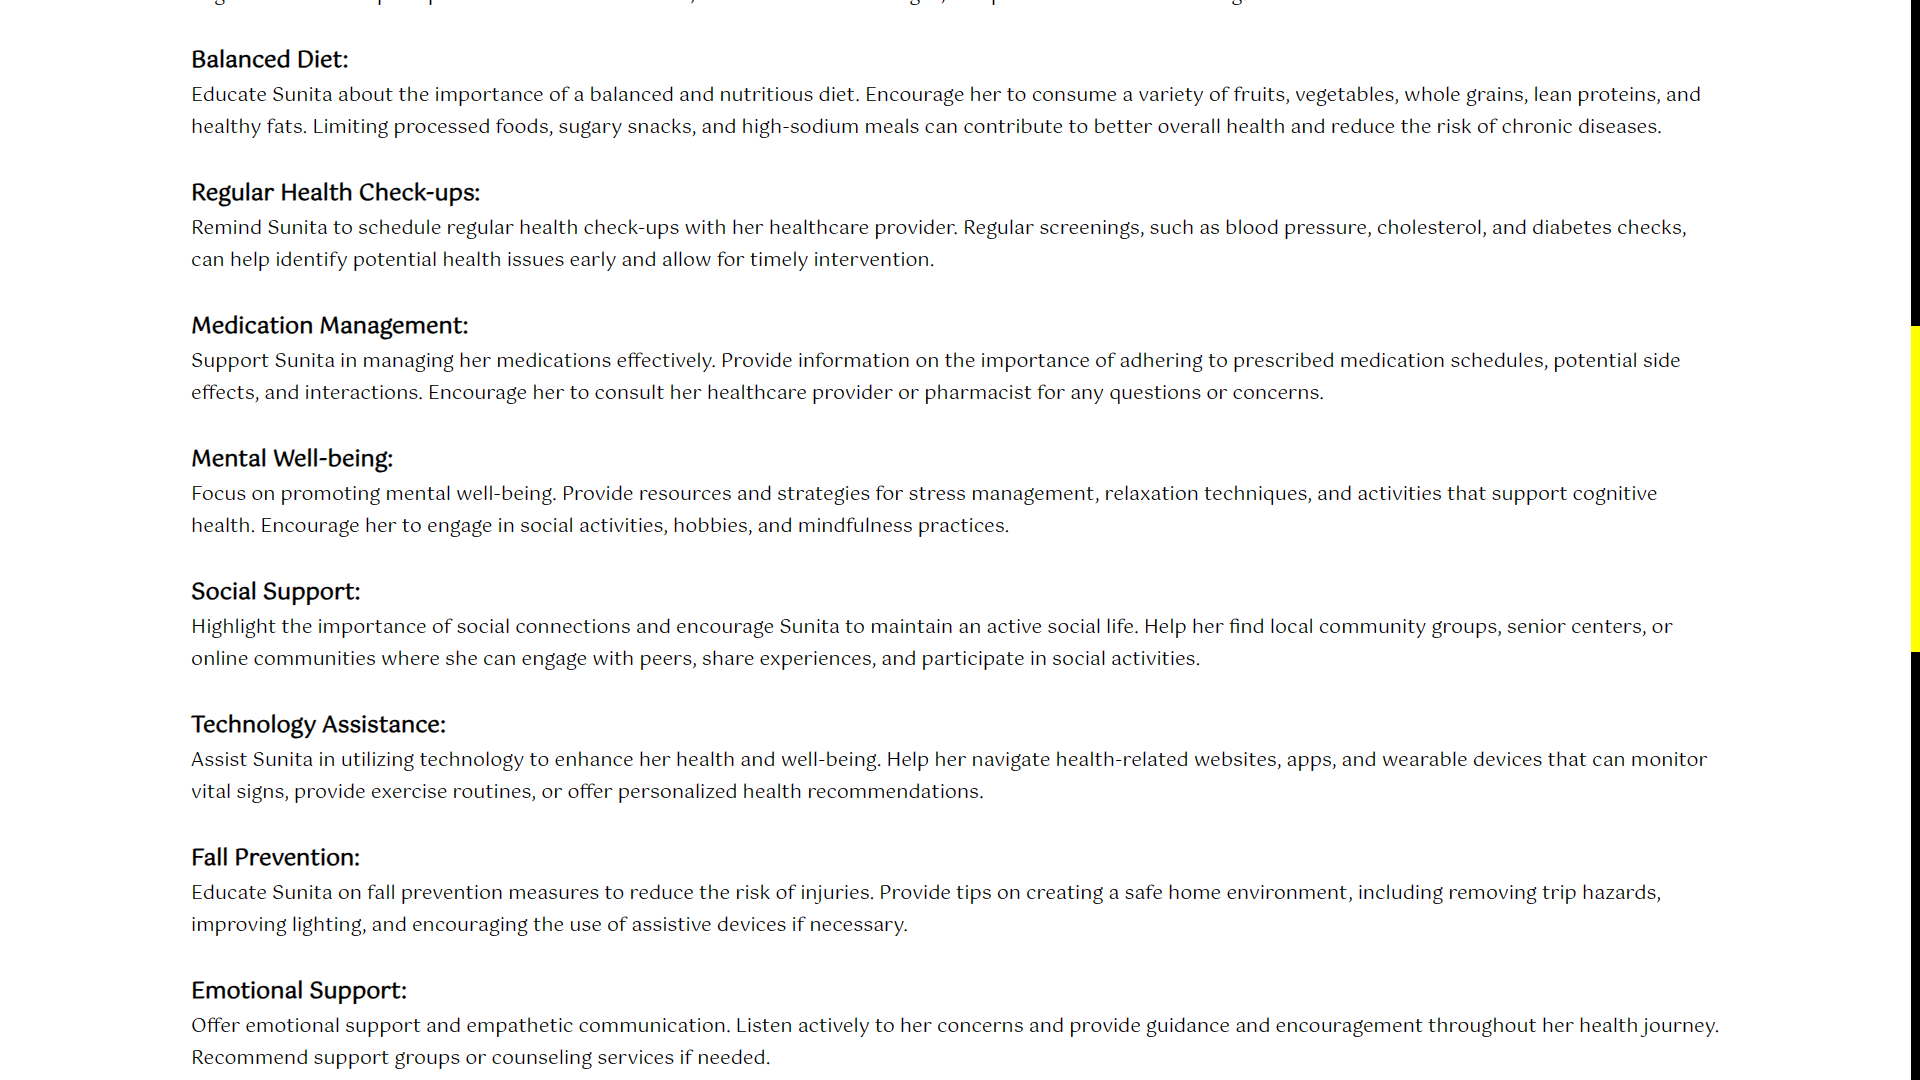 Balanced Diet:
Educate Sunita about the importance of a balanced and nutritious diet. Encourage her to consume a variety of fruits, vegetables, whole grains, lean proteins, and
healthy fats. Limiting processed foods, sugary snacks, and high-sodium meals can contribute to better overall health and reduce the risk of chronic diseases.
Regular Health Check-ups:
Remind Sunita to schedule regular health check-ups with her healthcare provider. Regular screenings, such as blood pressure, cholesterol, and diabetes checks,
can help identify potential health issues early and allow for timely intervention.
Medication Management:
Support Sunita in managing her medications effectively. Provide information on the importance of adhering to prescribed medication schedules, potential side
effects, and interactions. Encourage her to consult her healthcare provider or pharmacist for any questions or concerns.
Mental Well-being:
Focus on promoting mental well-being. Provide resources and strategies for stress management, relaxation techniques, and activities that support cognitive
health. Encourage her to engage in social activities, hobbies, and mindfulness practices.
Social Support:
Highlight the importance of social connections and encourage Sunita to maintain an active social life. Help her find local community groups, senior centers, or
online communities where she can engage with peers, share experiences, and participate in social activities.
Technology Assistance:
Assist Sunita in utilizing technology to enhance her health and well-being. Help her navigate health-related websites, apps, and wearable devices that can monitor
vital signs, provide exercise routines, or offer personalized health recommendations.
Fall Prevention:
Educate Sunita on fall prevention measures to reduce the risk of injuries. Provide tips on creating a safe home environment, including removing trip hazards,
improving lighting, and encouraging the use of assistive devices if necessary.
Emotional Support:
Offer emotional support and empathetic communication. Listen actively to her concerns and provide guidance and encouragement throughout her health journey.
Recommend support groups or counseling services if needed.